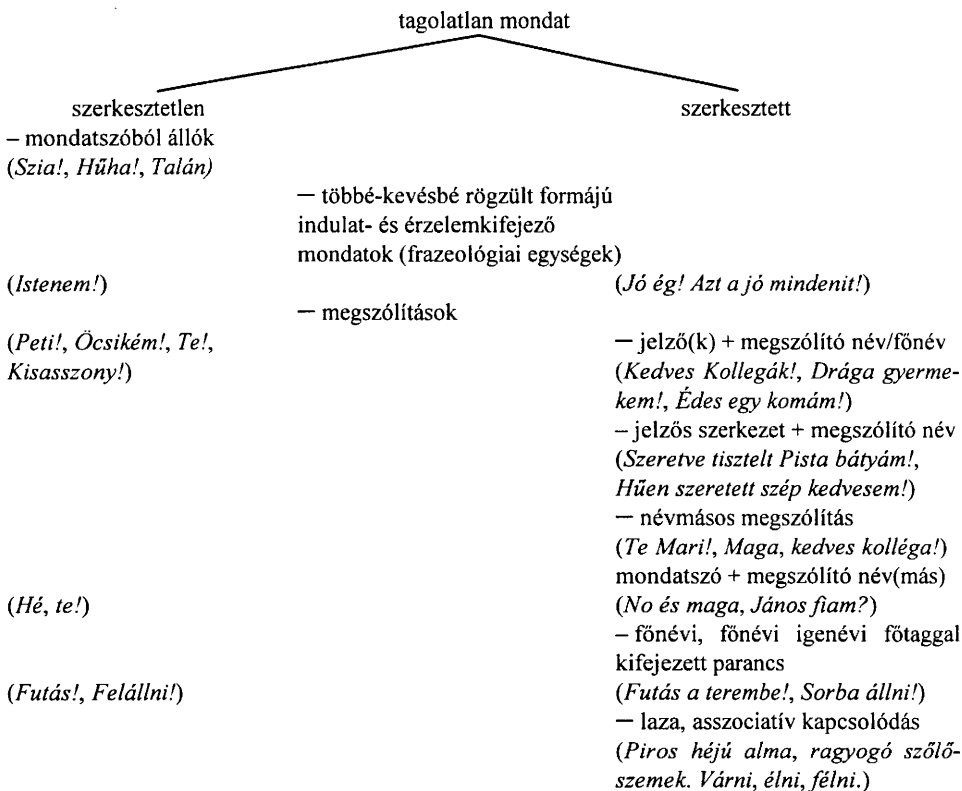 tagolatlan mondat
szerkesztetlen szerkesztett
– mondatszóból állók
(Szia!, Hűha!, Talán)
— többé-kevésbé rögzült formájú
indulat- és érzelemkifejező
mondatok (frazeológiai egységek)
(Istenem!) (Jó ég! Azt a jó mindenit!)
— megszólítások
(Peti!, Öcsikém!, Te!, — jelző(k) + megszólító név/főnév
Kisasszony!) (Kedves Kollegák!, Drága gyerme-
kem!, Édes egy komám!)
– jelzős szerkezet + megszólító név
(Szeretve tisztelt Pista bátyám!,
Hűen szeretett szép kedvesem!)
— névmásos megszólítás
(Te Mari!, Maga, kedves kolléga!)
mondatszó + megszólító név(más)
(Hé, te!) (No és maga, János fiam?)
– főnévi, főnévi igenévi főtaggal
kifejezett parancs
(Futás!, Felállni!) (Futás a terembe!, Sorba állni!)
— laza, asszociatív kapcsolódás
(Piros héjú alma, ragyogó szőlő-
szemek. Várni, élni, félni.)